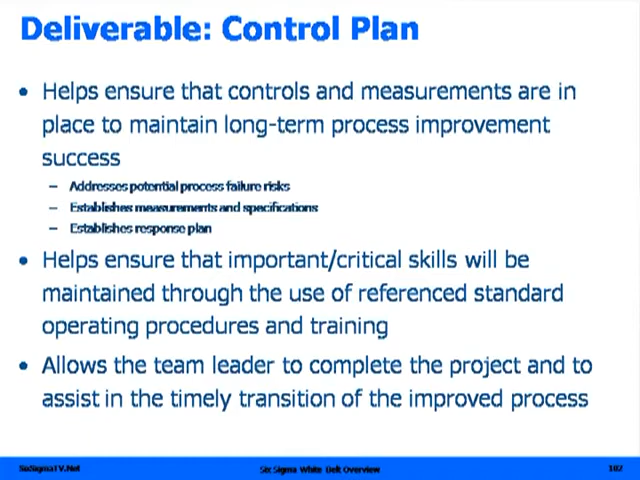 Deliverable: Control Plan
• Helps ensure that controls and measurements are in
place to maintain long-term process improvement
success
– Addresses potential process failure risks
– Establishes measurements and specifications
– Establishes response plan
• Helps ensure that important/critical skills will be
maintained through the use of referenced standard
operating procedures and training
• Allows the team leader to complete the project and to
assist in the timely transition of the improved process
SixSigmaTV.Net
Six Sigma White Belt Overview
102